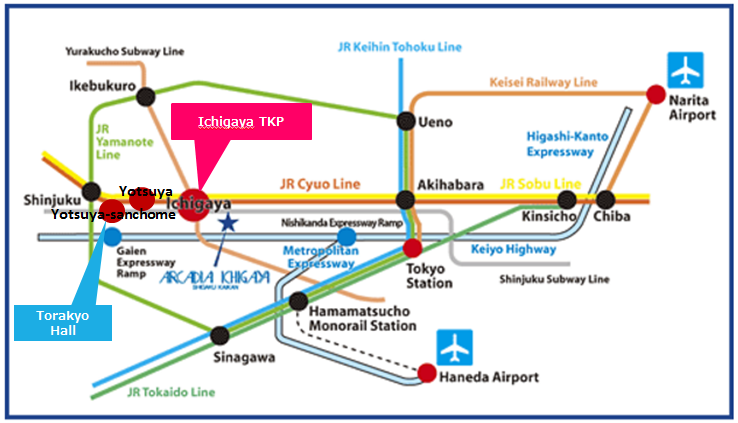 Yurakucho Subway Line
JR Keihin Tohoku Line
Ikebukuro
Keisei Railway Line
Ichigaya TKP
Narita
Airport
JR
Yamanote
Line
Ueno
Higashi-Kanto
Expressway
JR Cyuo Line
Akihabara
JR Sobu Line
Shinjuku
Yotsuya
Ichigaya
Yotsuya-sanchome
Kinsicho
Chiba
Nishikanda Expressway Ramp
Gaien
Expressway
Ramp
ARCADIA ICHIGAYA
SHIGAKU KAIKAN
Metropolitan
Expressway
Keiyo Highway
Tokyo
Station
Shinjuku Subway Line
Torakyo
Hall
Hamamatsucho
Monorail Station
Sinagawa
Haneda Airport
JR Tokaido Line